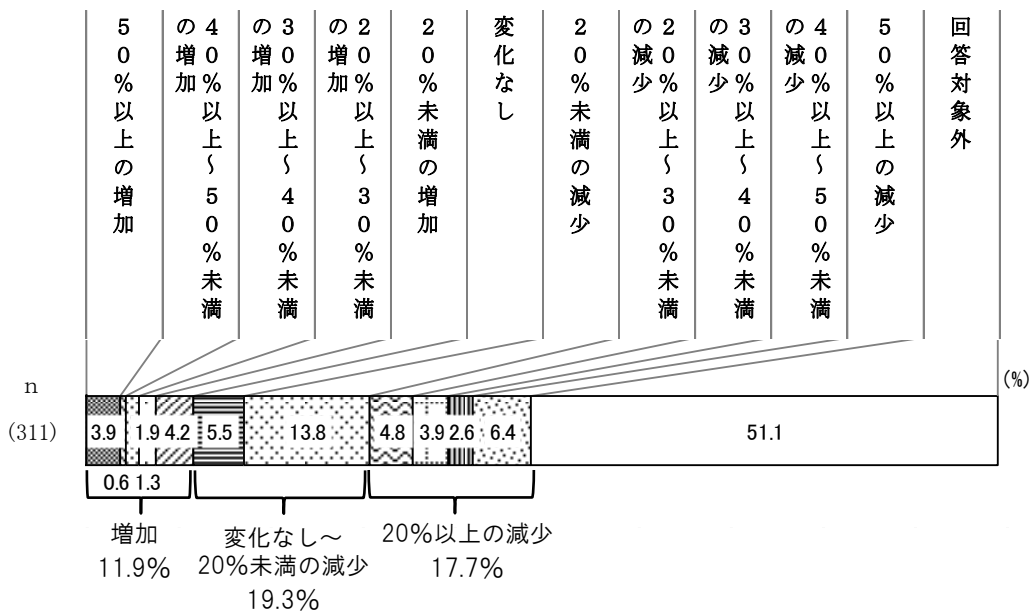 50%以上の増加
40%以上～50%未満
の増加
30%以上～40%未満
の増加
20%以上～30%未満
の増加
20%未満の増加
変化なし
20%未満の減少
20%以上～30%未満
の減少
30%以上～40%未満
の減少
40%以上～50%未満
の減少
50%以上の減少
回答対象外
n
(%)
(311)
3.9 1.9 4.2 5.5 13.8 4.8 3.9 2.6 6.4 51.1
0.6 1.3
増加
11.9%
変化なし～
20%未満の減少
19.3%
20%以上の減少
17.7%